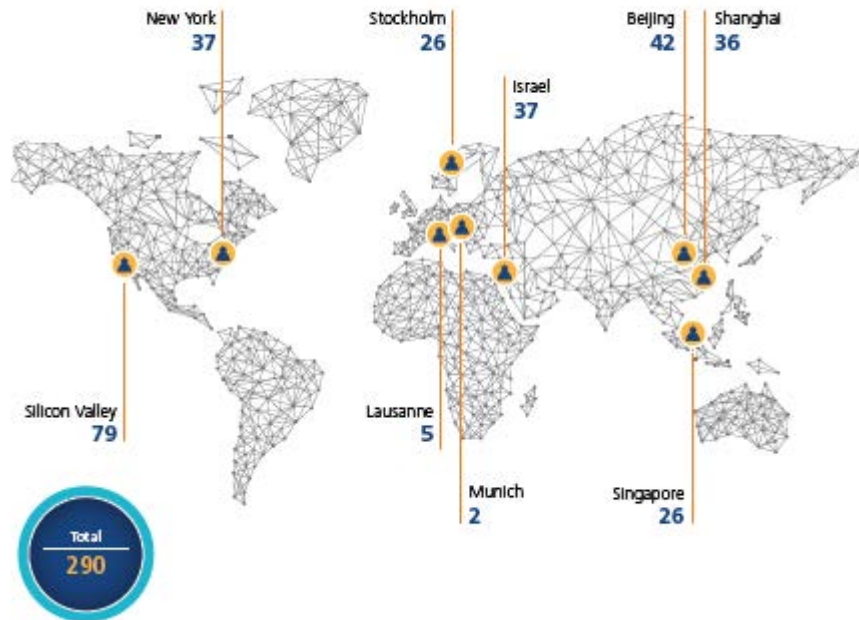 New York
37
Stockholm
26
Beijing
42
Shanghai
36
Israel
37
Silicon Valley
79
Lausanne
5
Munich
2
Singapore
26
Total
290